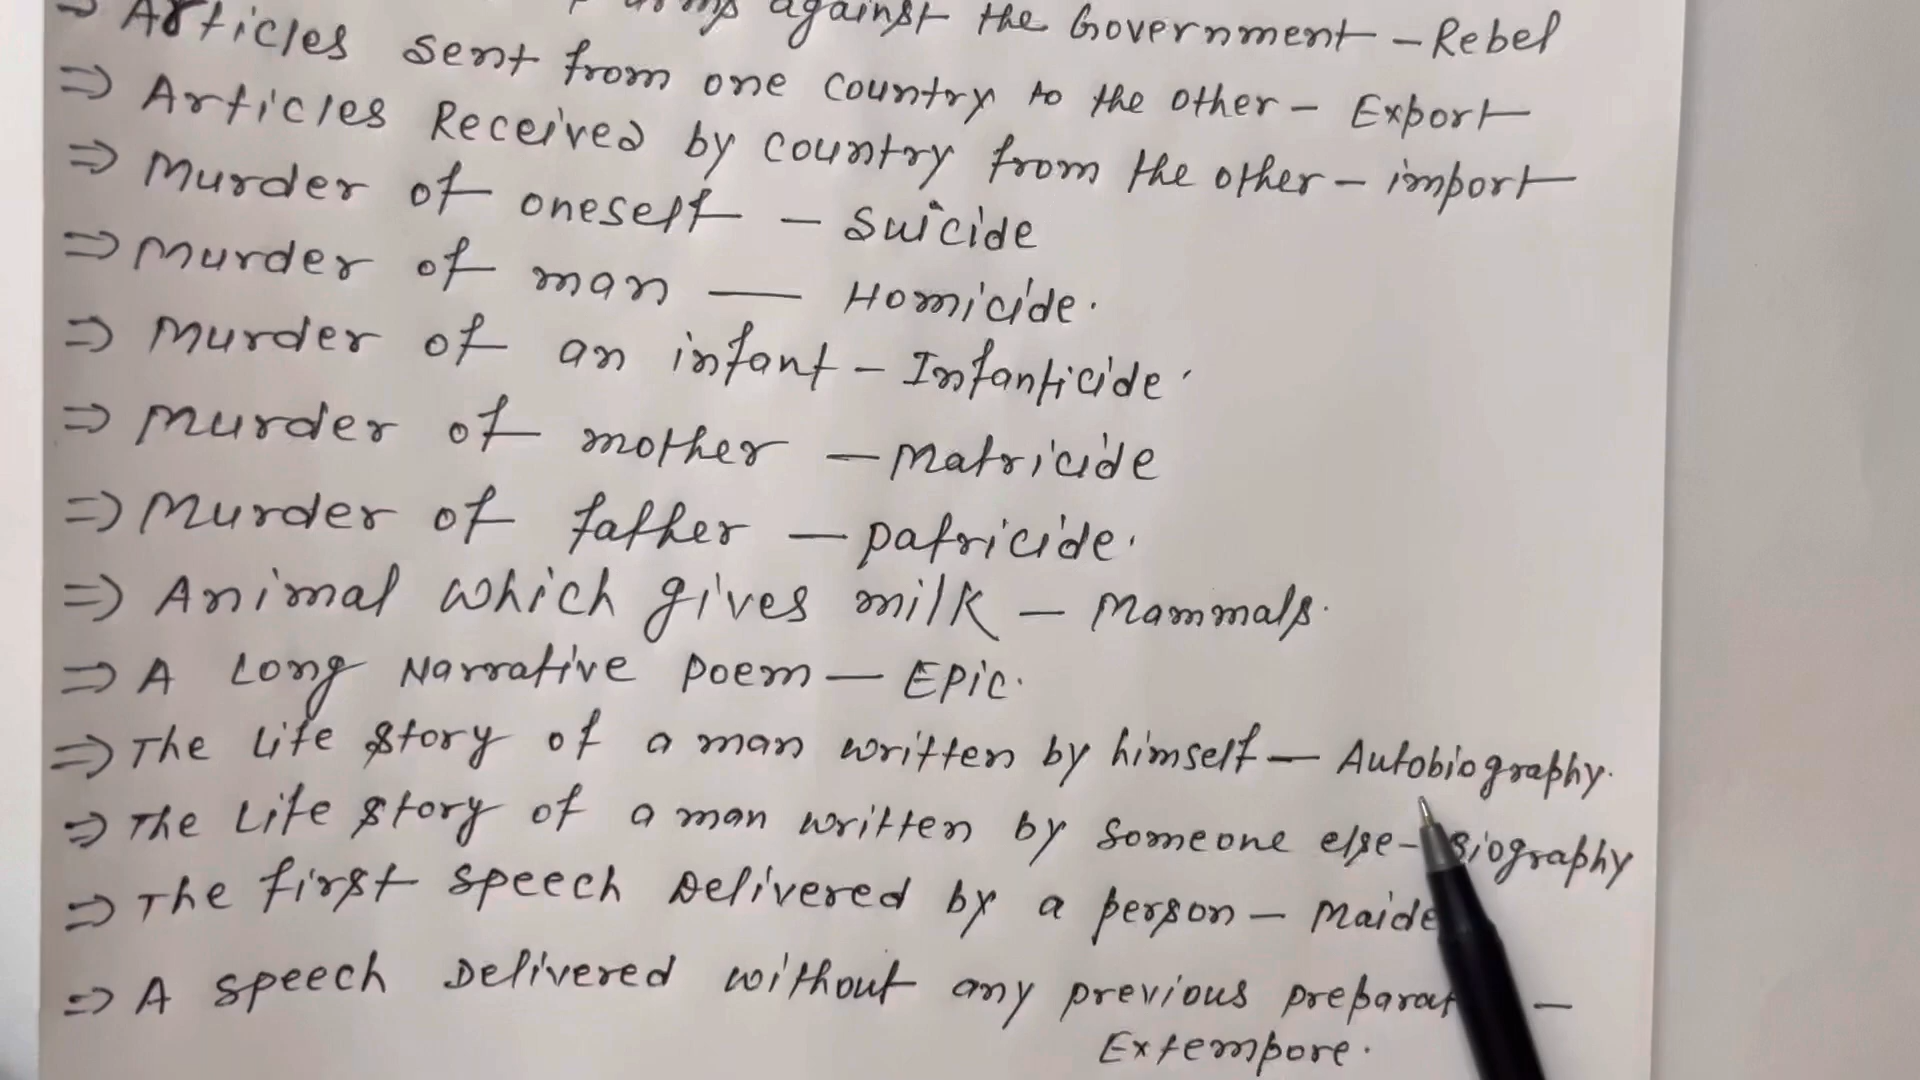 against the Government - Rebel
=> Articles sent from one country to the other - Export
=> Articles Received by country from the other - import
=> Murder of oneself - Suicide
=> Murder of man - Homicide.
=> Murder of an infant - Infanticide.
=> Murder of mother - Matricide
=> Murder of father - Patricide.
=> Animal which gives milk - Mammals.
=> A Long Narrative Poem - Epic.
=> The Life story of a man written by himself - Autobiography.
=> The Life story of a man written by someone else - Biography
=> The first speech Delivered by a person - Maide
=> A speech Delivered without any previous preparat -
Extempore.